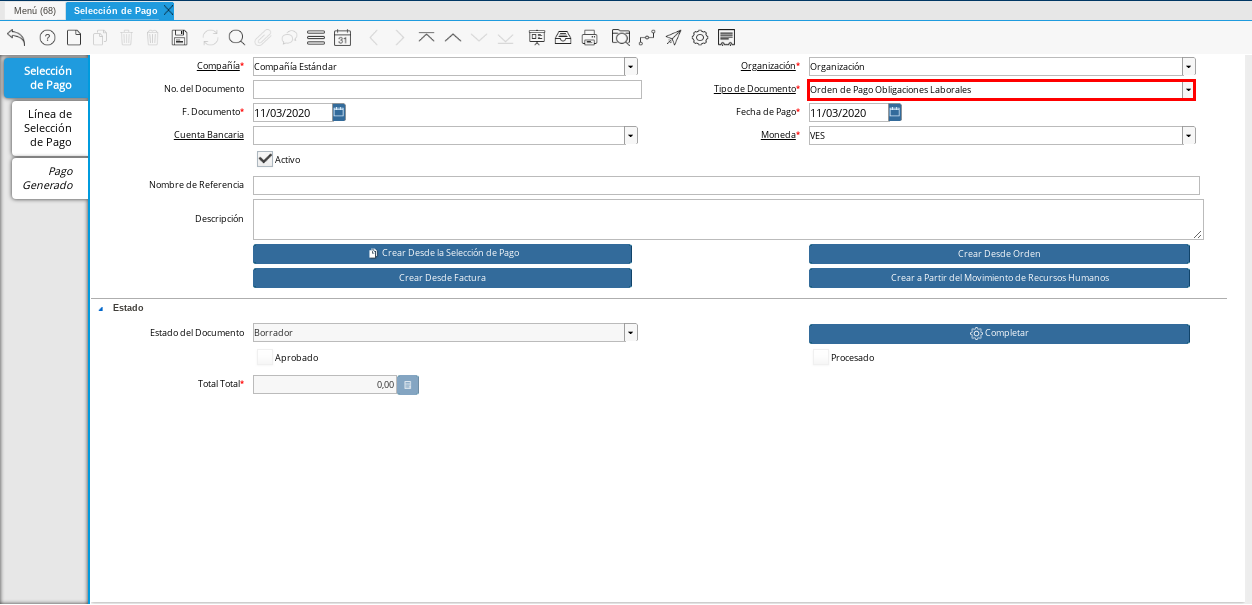 Menú (68)
Selección de Pago
31
Selección
de Pago
Línea de
Selección
de Pago
Pago
Generado
Compañía* Compañía Estándar Organización* Organización
No. del Documento Tipo de Documento* Orden de Pago Obligaciones Laborales
F. Documento* 11/03/2020 Fecha de Pago* 11/03/2020
Cuenta Bancaria Moneda* VES
Activo
Nombre de Referencia
Descripción
Crear Desde la Selección de Pago Crear Desde Orden
Crear Desde Factura Crear a Partir del Movimiento de Recursos Humanos
Estado
Estado del Documento Borrador Completar
Aprobado Procesado
Total Total* 0,00